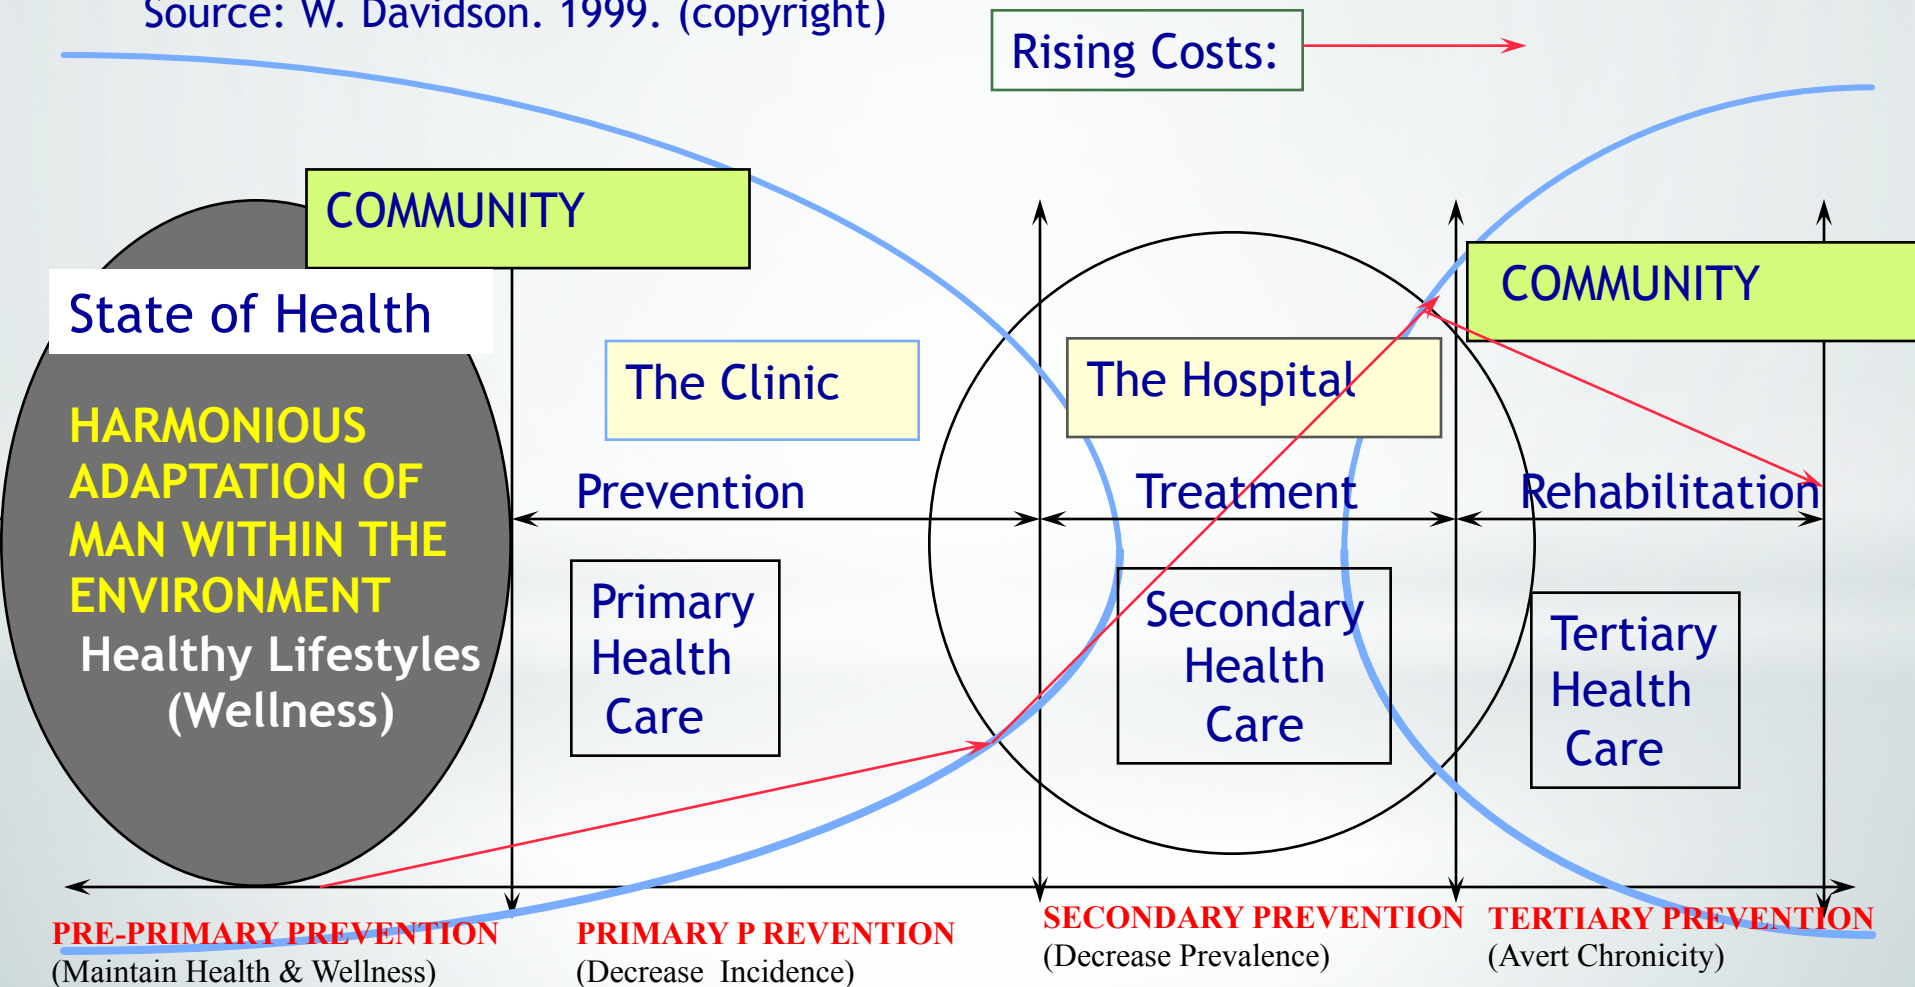 Source: W. Davidson. 1999. (copyright)
Rising Costs:
COMMUNITY
COMMUNITY
State of Health
The Clinic
The Hospital
HARMONIOUS
ADAPTATION OF
MAN WITHIN THE
ENVIRONMENT
Healthy Lifestyles
(Wellness)
Prevention
Treatment
Rehabilitation
Primary
Health
Care
Secondary
Health
Care
Tertiary
Health
Care
PRE-PRIMARY PREVENTION
(Maintain Health & Wellness)
PRIMARY P REVENTION
(Decrease Incidence)
SECONDARY PREVENTION
(Decrease Prevalence)
TERTIARY PREVENTION
(Avert Chronicity)